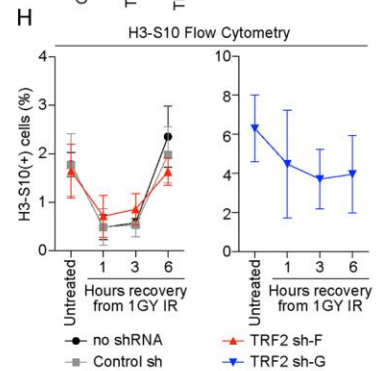 H
H3-S10 Flow Cytometry
H3-S10(+) cells (%)
4
3
2
1
0
Untreated
1 3 6
Hours recovery
from 1GY IR
10
8
6
4
2
0
Untreated
1 3 6
Hours recovery
from 1GY IR
no shRNA
Control sh
TRF2 sh-F
TRF2 sh-G